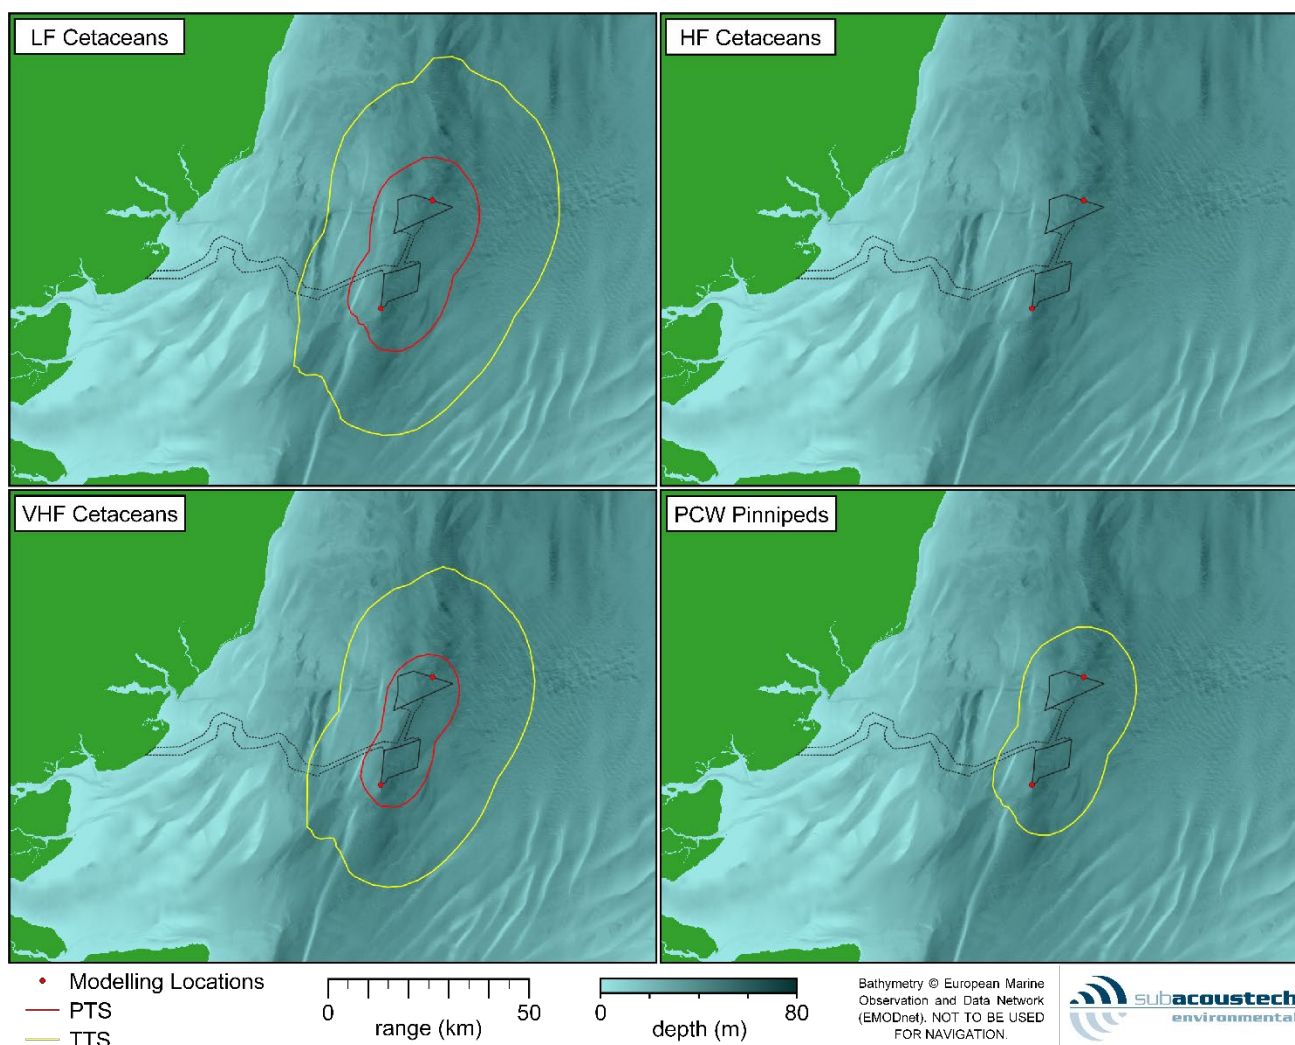 LF Cetaceans
HF Cetaceans
VHF Cetaceans
PCW Pinnipeds
Modelling Locations
PTS
TTS
0 50
range (km)
0 80
depth (m)
Bathymetry © European Marine
Observation and Data Network
(EMODnet). NOT TO BE USED
FOR NAVIGATION.
subacoustech
environmental